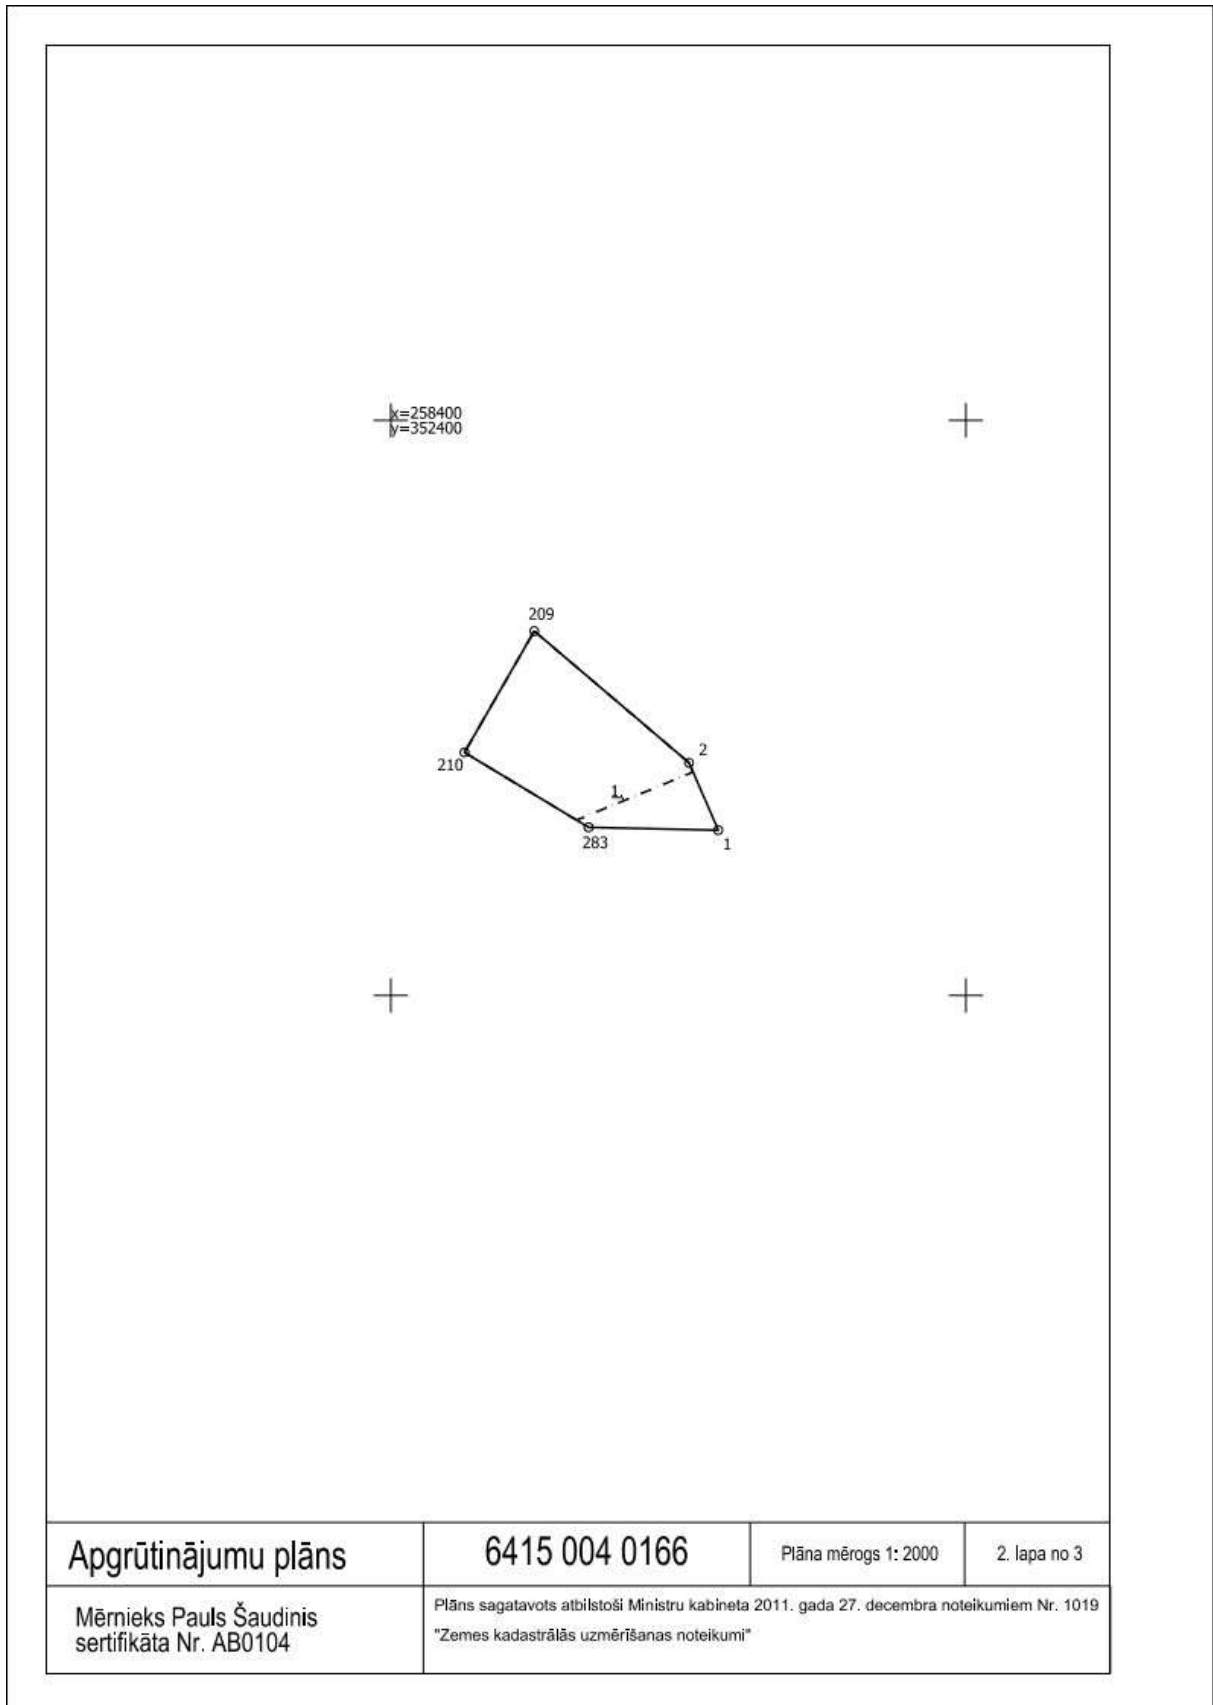 x=258400
y=352400
209
2
210
1.
283
1
Apgrūtinājumu plāns
6415 004 0166
Plāna mērogs 1: 2000
2. lapa no 3
Mērnieks Pauls Šaudinis
sertifikāta Nr. AB0104
Plāns sagatavots atbilstoši Ministru kabineta 2011. gada 27. decembra noteikumiem Nr. 1019
"Zemes kadastrālās uzmērīšanas noteikumi"